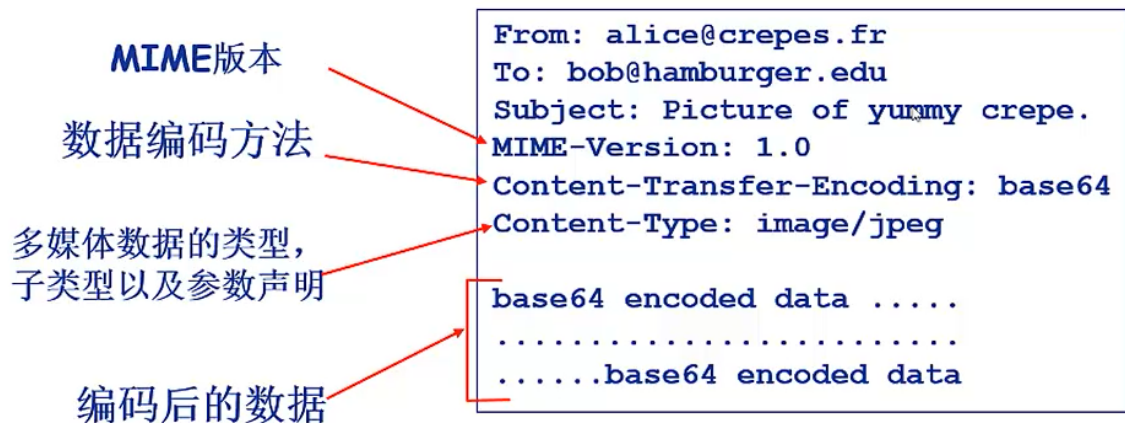 MIME版本
数据编码方法
多媒体数据的类型，
子类型以及参数声明
编码后的数据
From: alice@crepes.fr
To: bob@hamburger.edu
Subject: Picture of yummy crepe.
MIME-Version: 1.0
Content-Transfer-Encoding: base64
Content-Type: image/jpeg
base64 encoded data .....
.........................
......base64 encoded data